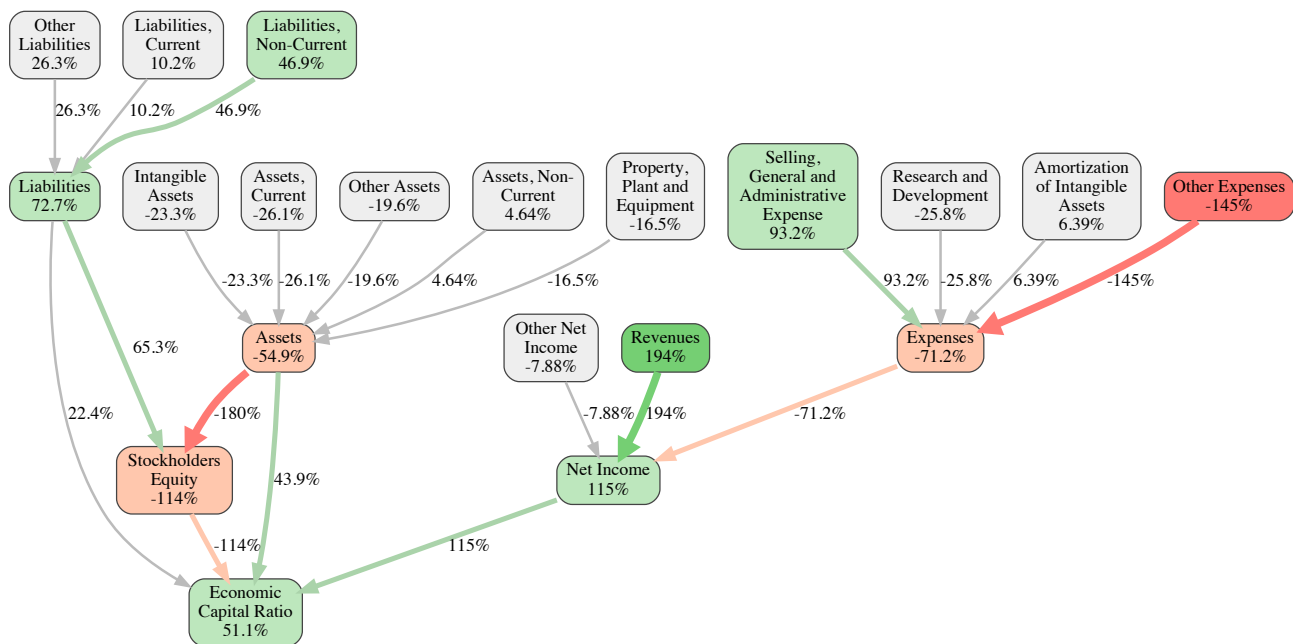 Other
Liabilities
26.3%
Liabilities,
Current
10.2%
Liabilities,
Non-Current
46.9%
26.3%
10.2%
46.9%
Liabilities
72.7%
Intangible
Assets
-23.3%
Assets,
Current
-26.1%
Other Assets
-19.6%
Assets, Non-
Current
4.64%
Property,
Plant and
Equipment
-16.5%
Selling,
General and
Administrative
Expense
93.2%
Research and
Development
-25.8%
Amortization
of Intangible
Assets
6.39%
Other Expenses
-145%
-23.3%
-26.1%
-19.6%
4.64%
-16.5%
93.2%
-25.8%
6.39%
-145%
Assets
-54.9%
Other Net
Income
-7.88%
Revenues
194%
Expenses
-71.2%
65.3%
22.4%
-180%
43.9%
-7.88%
194%
-71.2%
Stockholders
Equity
-114%
Net Income
115%
-114%
115%
Economic
Capital Ratio
51.1%